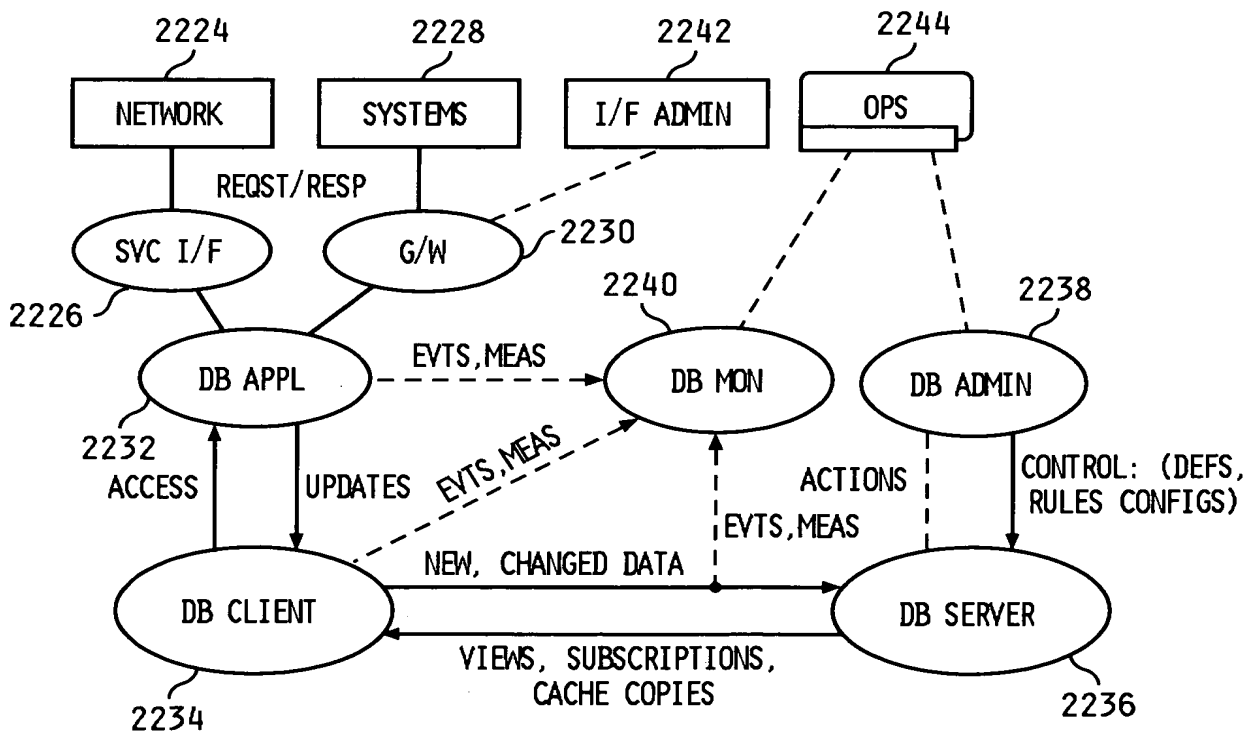 2224
2228
2242
2244
NETWORK
SYSTEMS
I/F ADMIN
OPS
REQST/RESP
SVC I/F
G/W
2230
2226
2240
2238
DB APPL
EVTS,MEAS
DB MON
DB ADMIN
2232
ACCESS
UPDATES
EVTS,MEAS
ACTIONS
CONTROL: (DEFS,
RULES CONFIGS)
EVTS,MEAS
NEW, CHANGED DATA
DB CLIENT
DB SERVER
VIEWS, SUBSCRIPTIONS,
CACHE COPIES
2234
2236